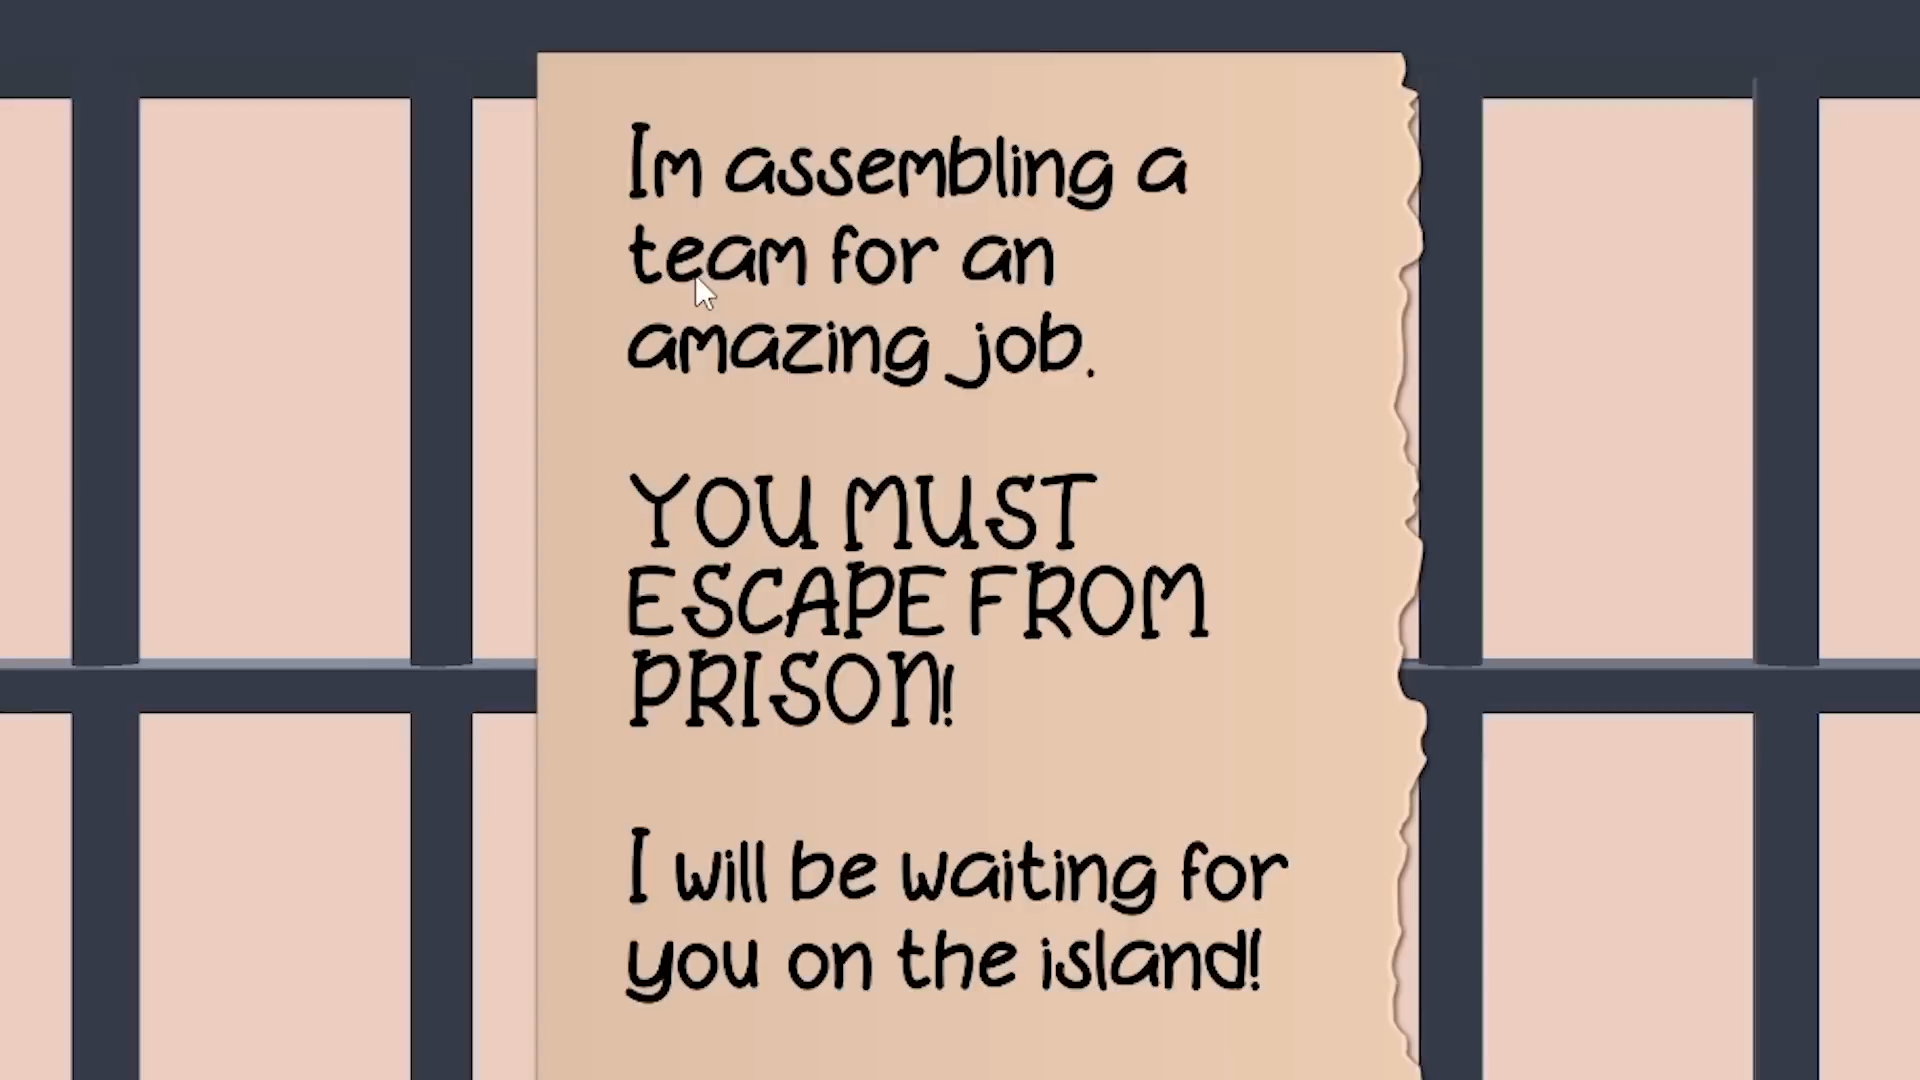 Im assembling a
team for an
amazing job.
YOU MUST
ESCAPE FROM
PRISON!
I will be waiting for
you on the island!